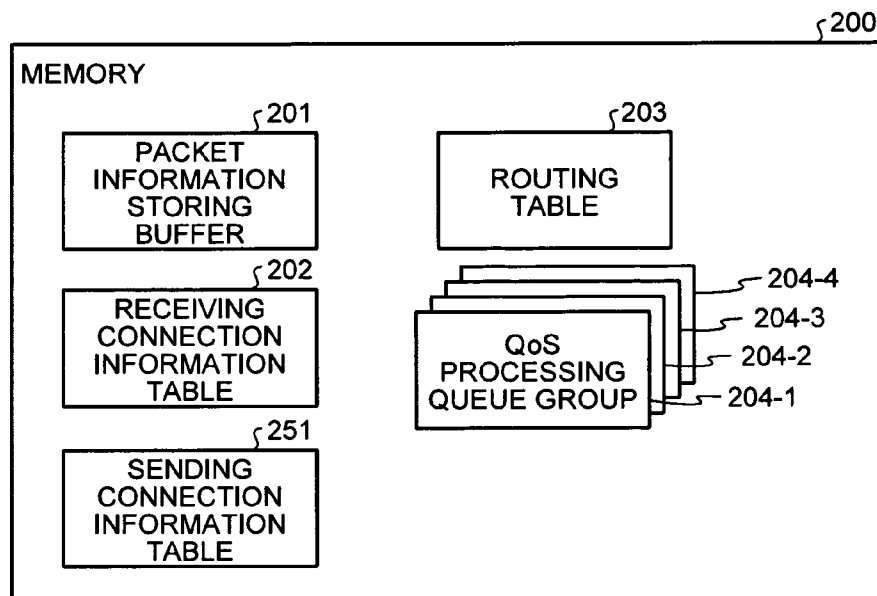 200
MEMORY
201
PACKET
INFORMATION
STORING
BUFFER
203
ROUTING
TABLE
202
RECEIVING
CONNECTION
INFORMATION
TABLE
204-4
204-3
204-2
204-1
QoS
PROCESSING
QUEUE GROUP
251
SENDING
CONNECTION
INFORMATION
TABLE